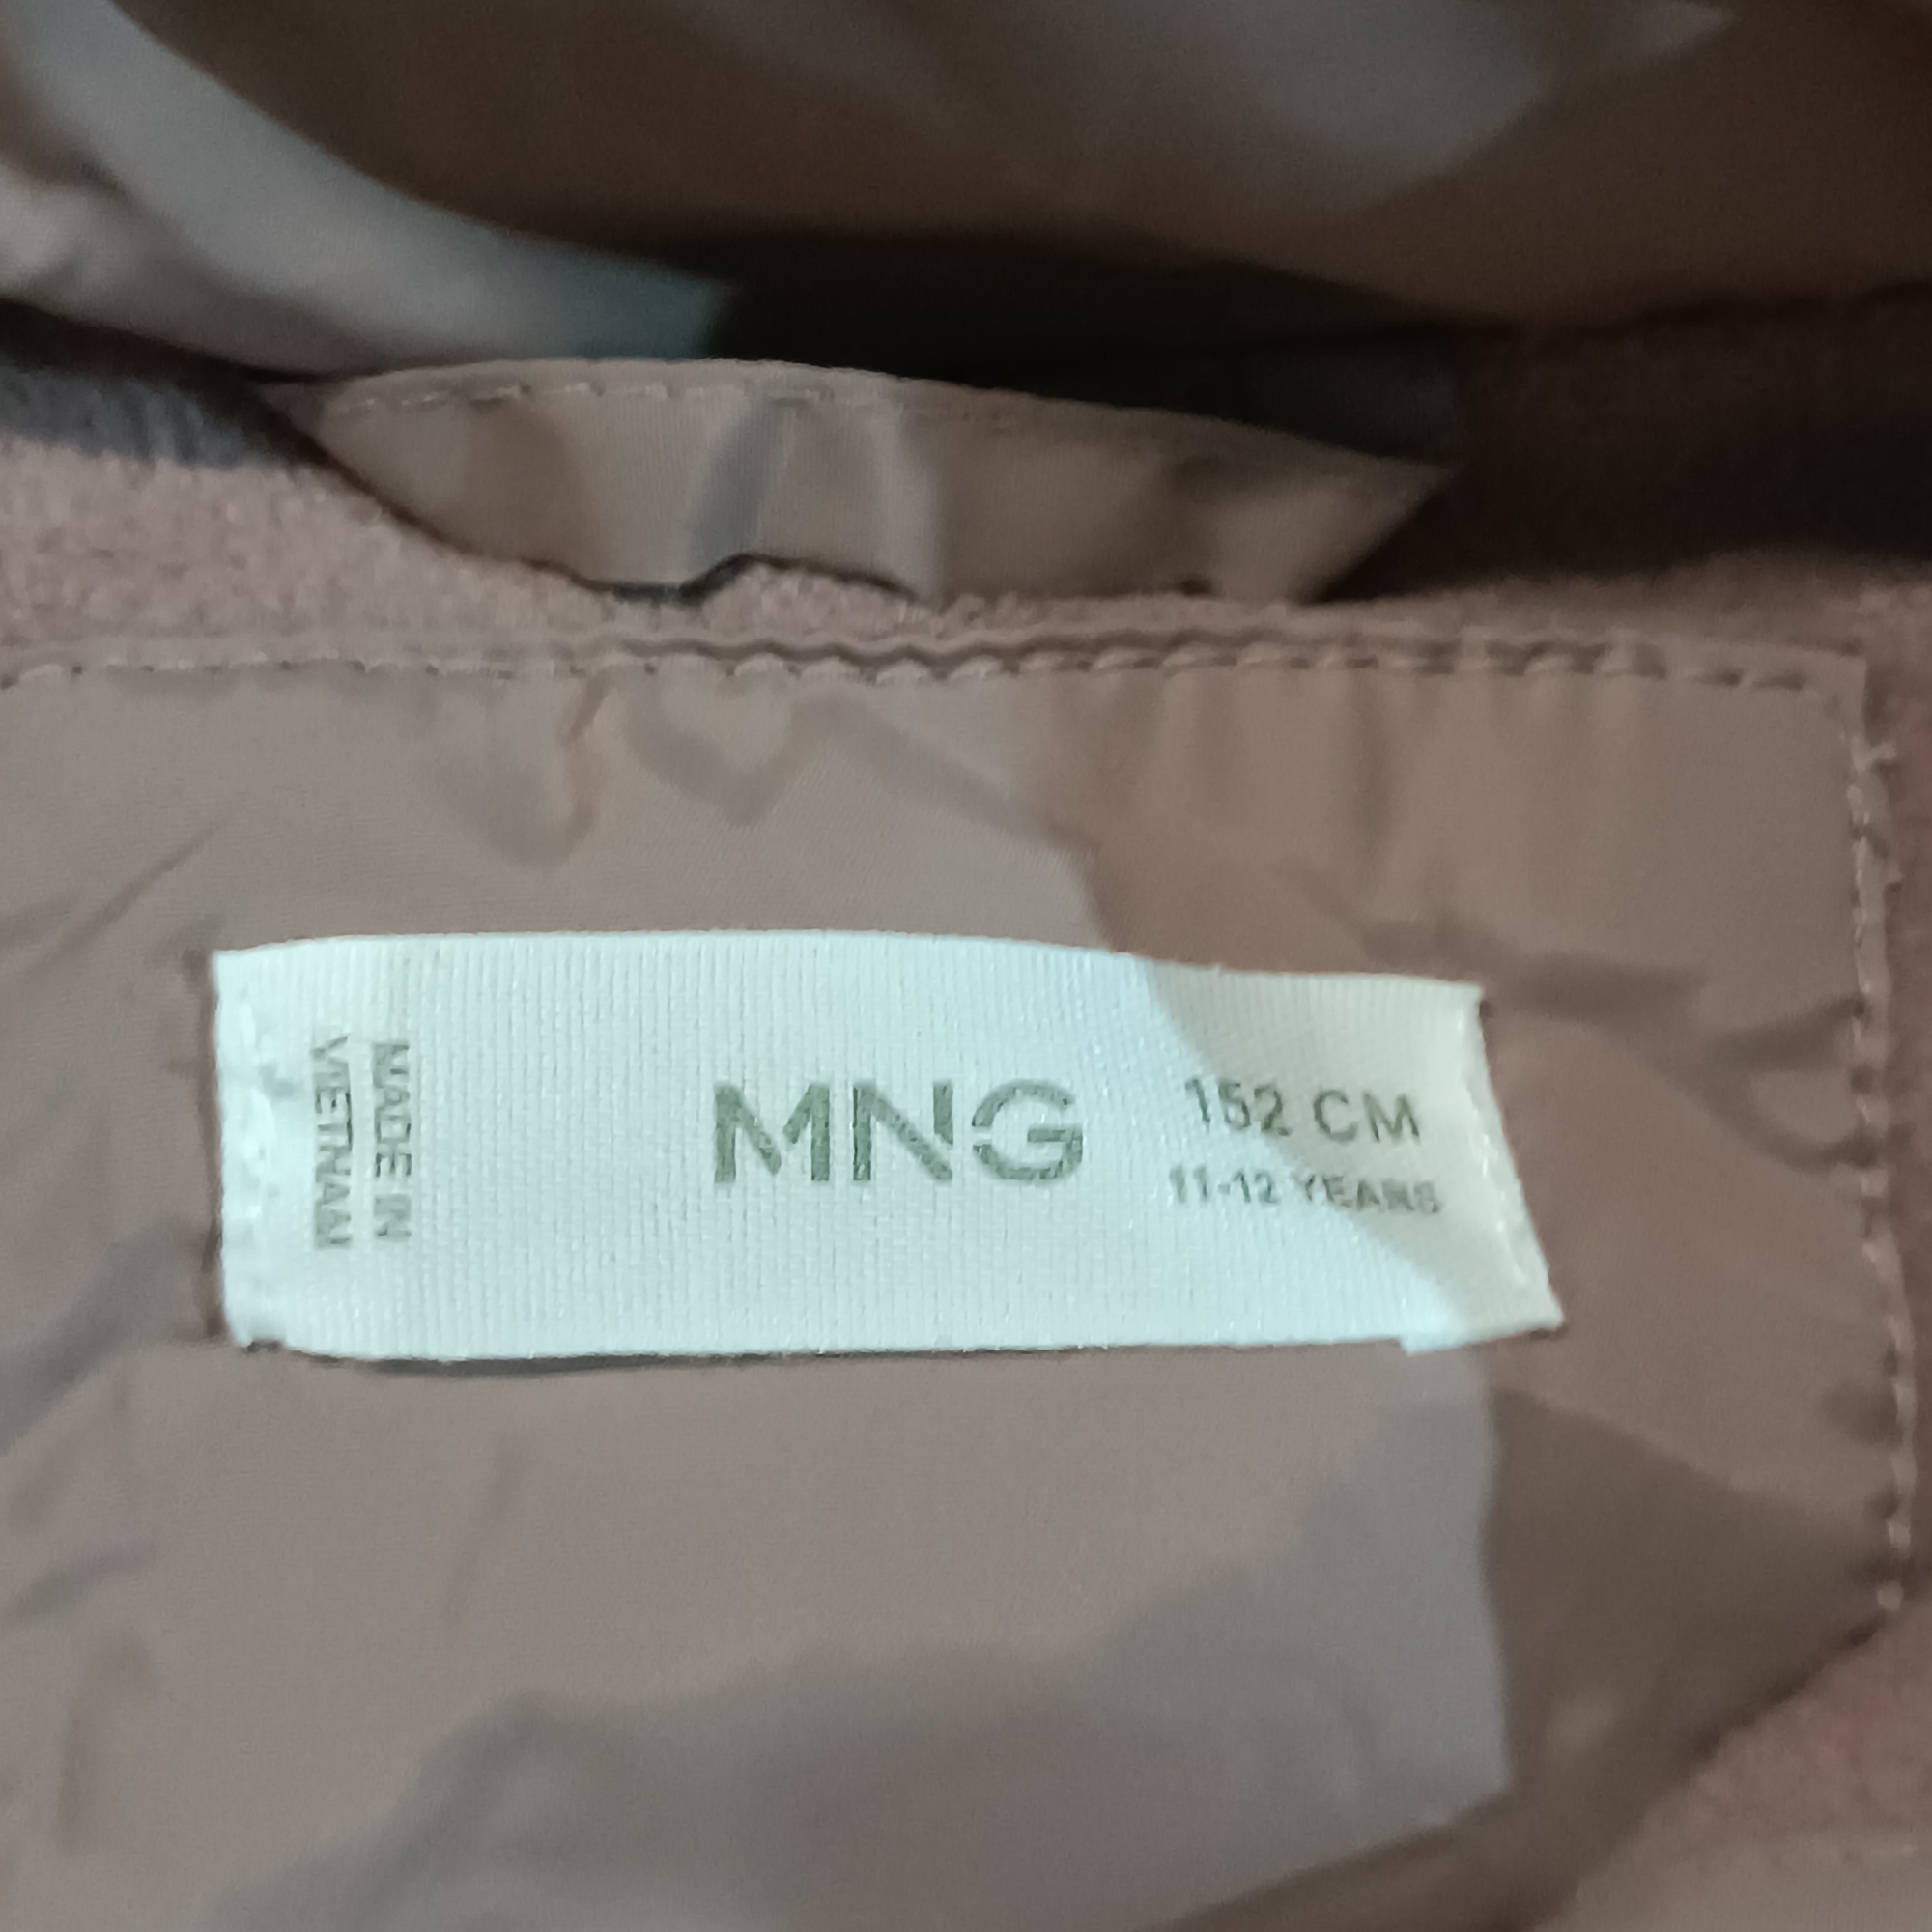 MADE IN
VIETNAM
MNG
152 CM
11-12 YEARS